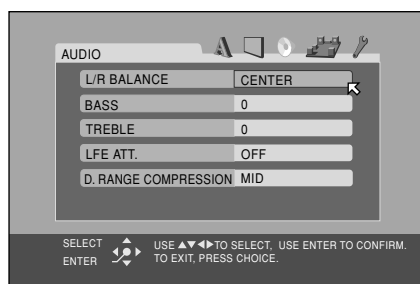 AUDIO
L/R BALANCE CENTER
BASS 0
TREBLE 0
LFE ATT. OFF
D. RANGE COMPRESSION MID
SELECT USE ▲▼◀▶TO SELECT, USE ENTER TO CONFIRM.
ENTER TO EXIT, PRESS CHOICE.